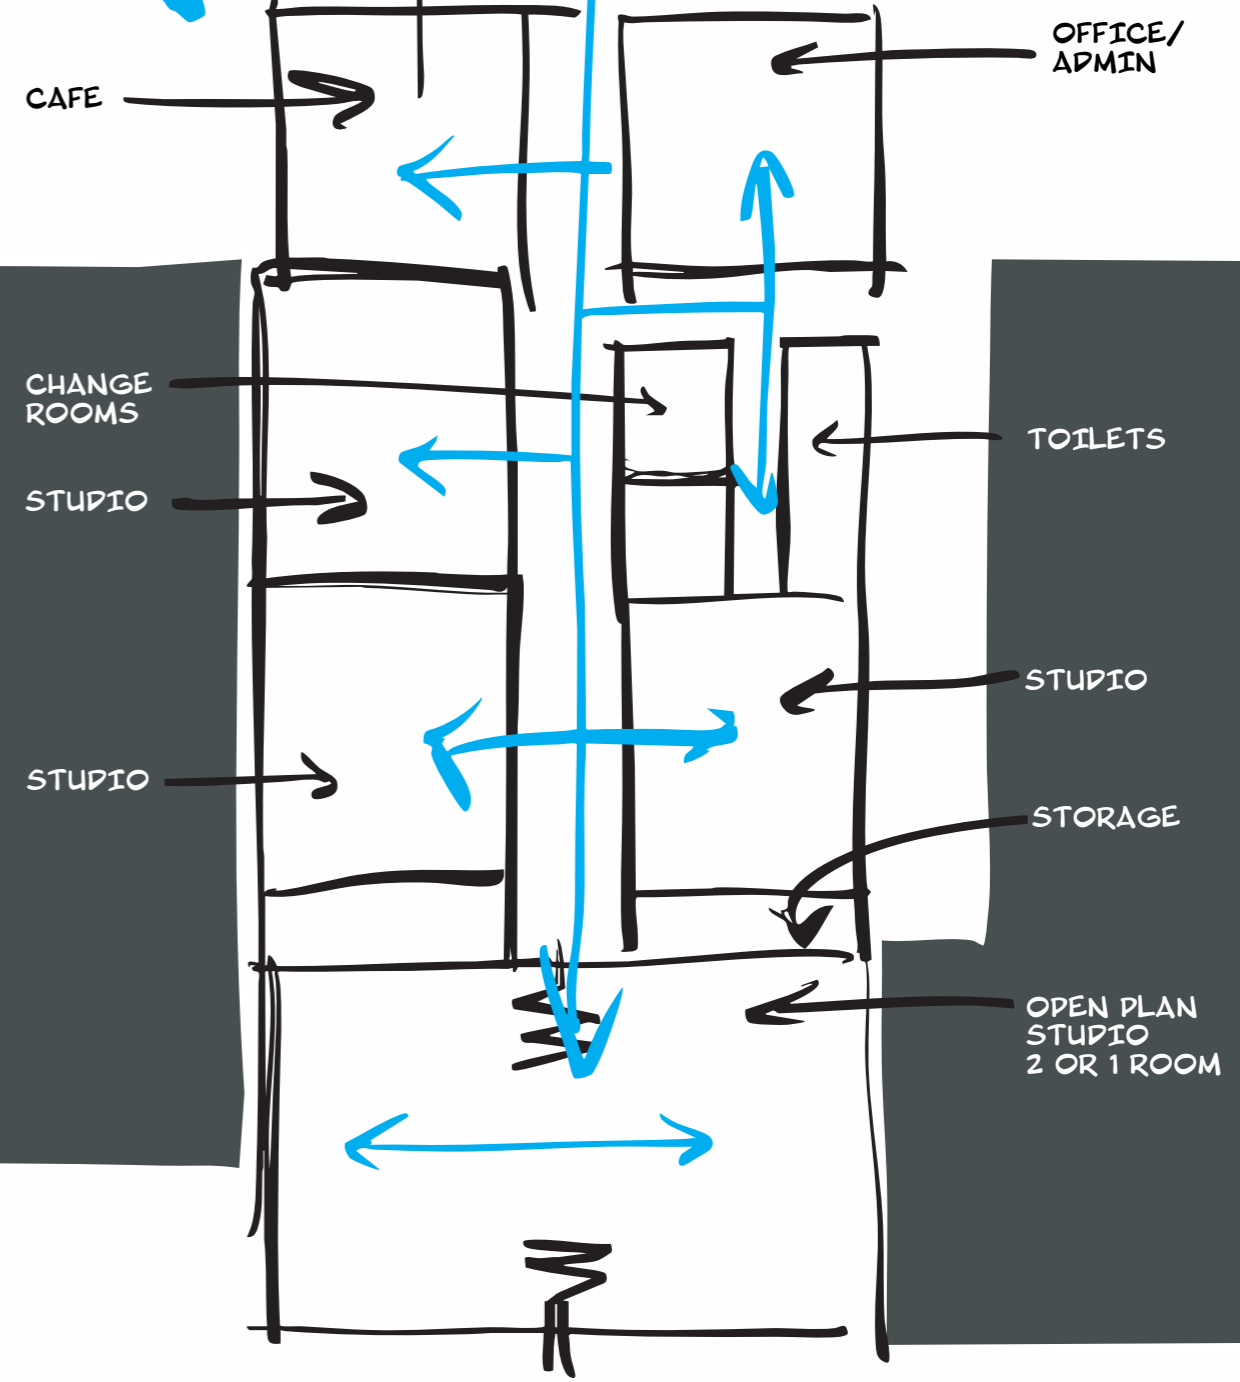 OFFICE/
ADMIN
CAFE
CHANGE
ROOMS
TOILETS
STUDIO
STUDIO
STUDIO
STORAGE
OPEN PLAN
STUDIO
2 OR 1 ROOM